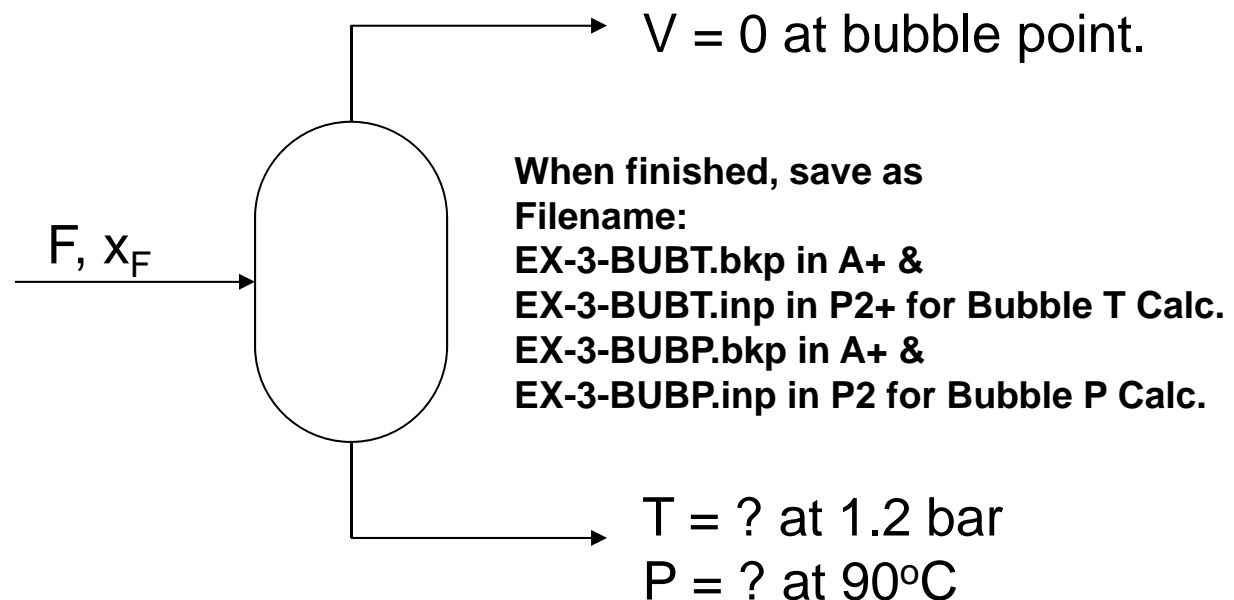 V = 0 at bubble point.
When finished, save as
Filename:
EX-3-BUBT.bkp in A+ &
EX-3-BUBT.inp in P2+ for Bubble T Calc.
EX-3-BUBP.bkp in A+ &
EX-3-BUBP.inp in P2 for Bubble P Calc.
F, x_F
T = ? at 1.2 bar
P = ? at 90°C